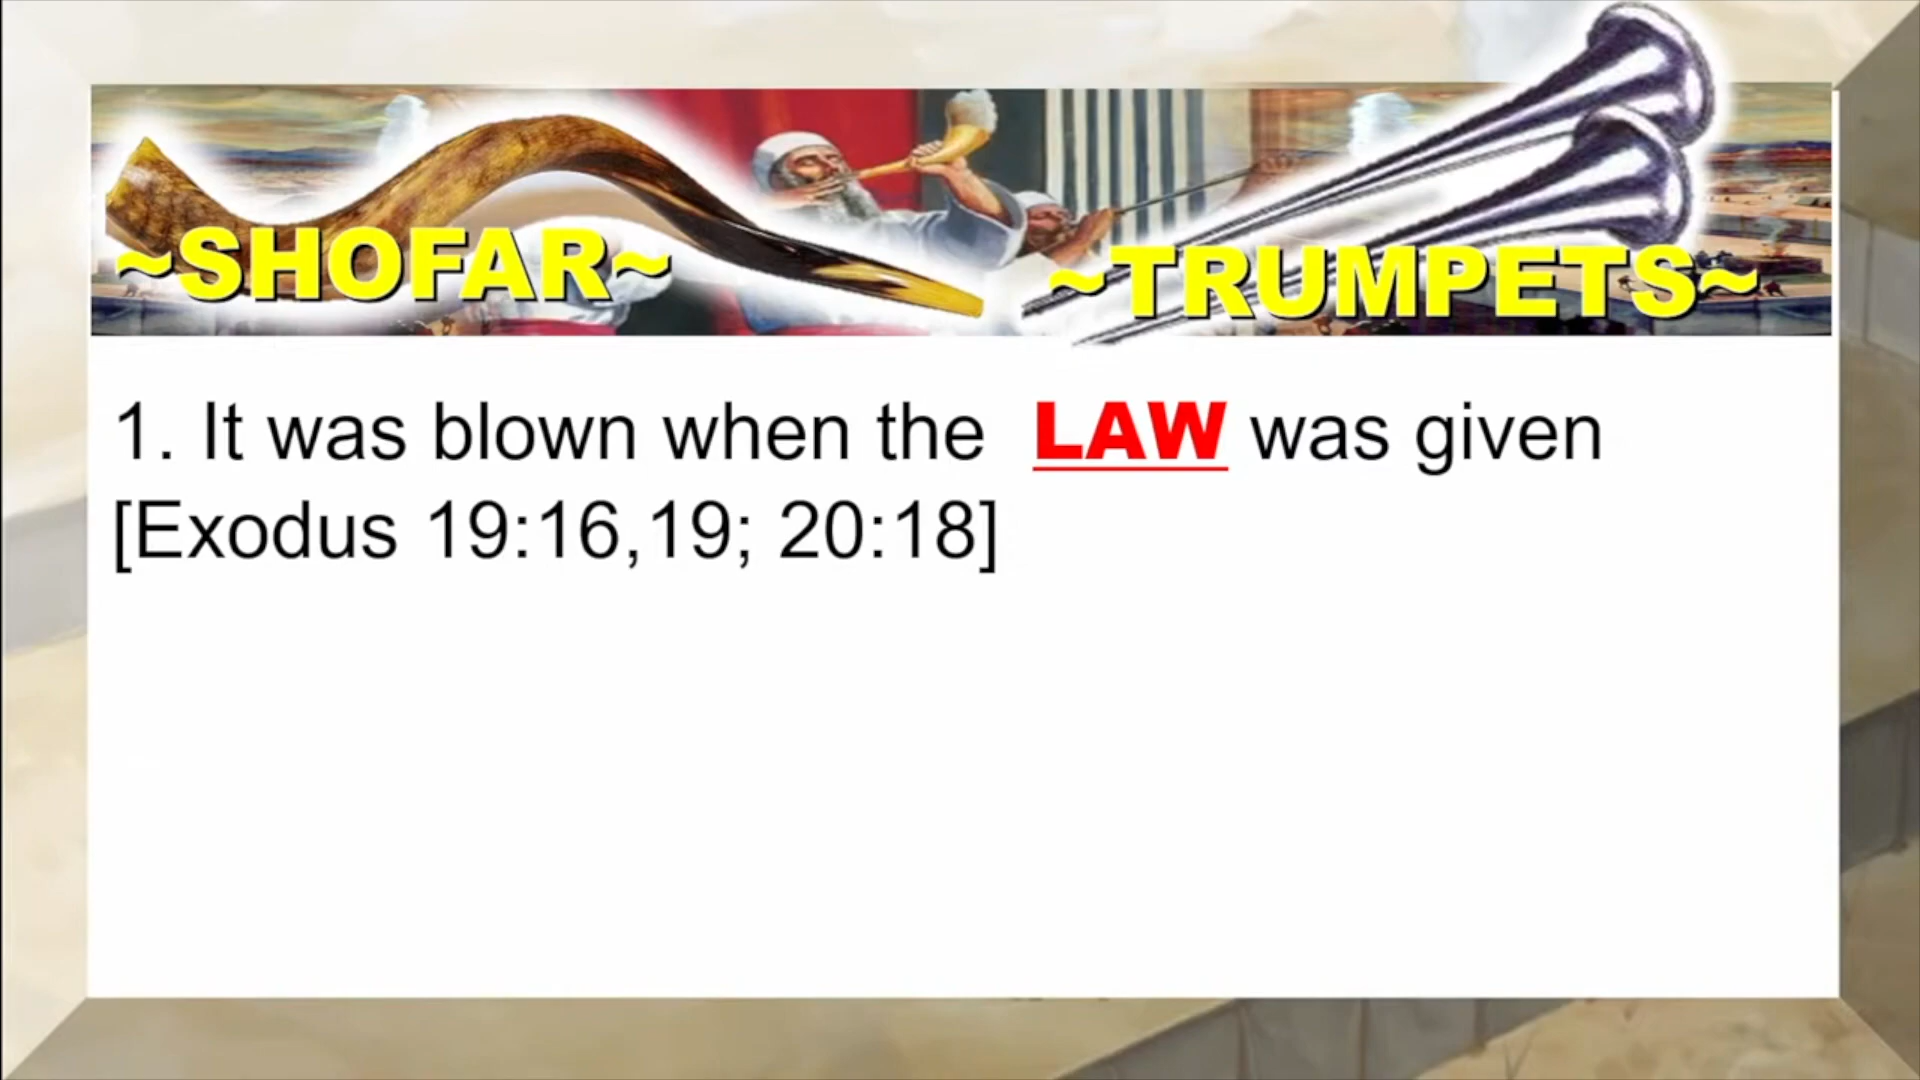 ~SHOFAR~ ~TRUMPETS~
1. It was blown when the LAW was given
[Exodus 19:16,19; 20:18]